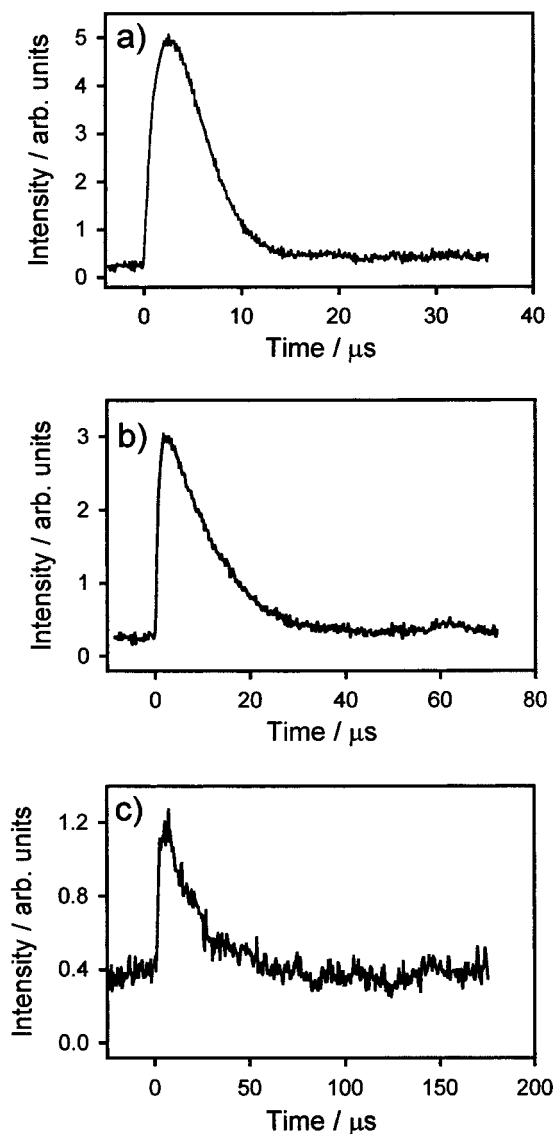 a)
Intensity / arb. units
5
4
3
2
1
0
0 10 20 30 40
Time / μs
b)
Intensity / arb. units
3
2
1
0
0 20 40 60 80
Time / μs
c)
Intensity / arb. units
1.2
0.8
0.4
0.0
0 50 100 150 200
Time / μs